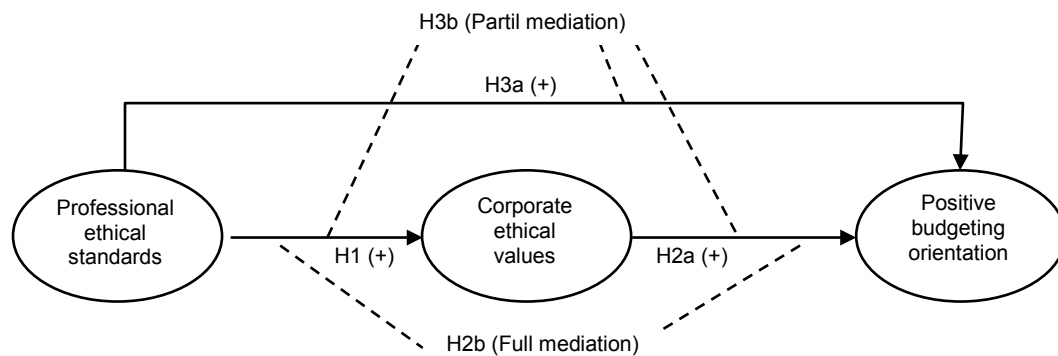 H3b (Partil mediation)
H3a (+)
Professional
ethical
standards
H1 (+)
Corporate
ethical
values
H2a (+)
Positive
budgeting
orientation
H2b (Full mediation)